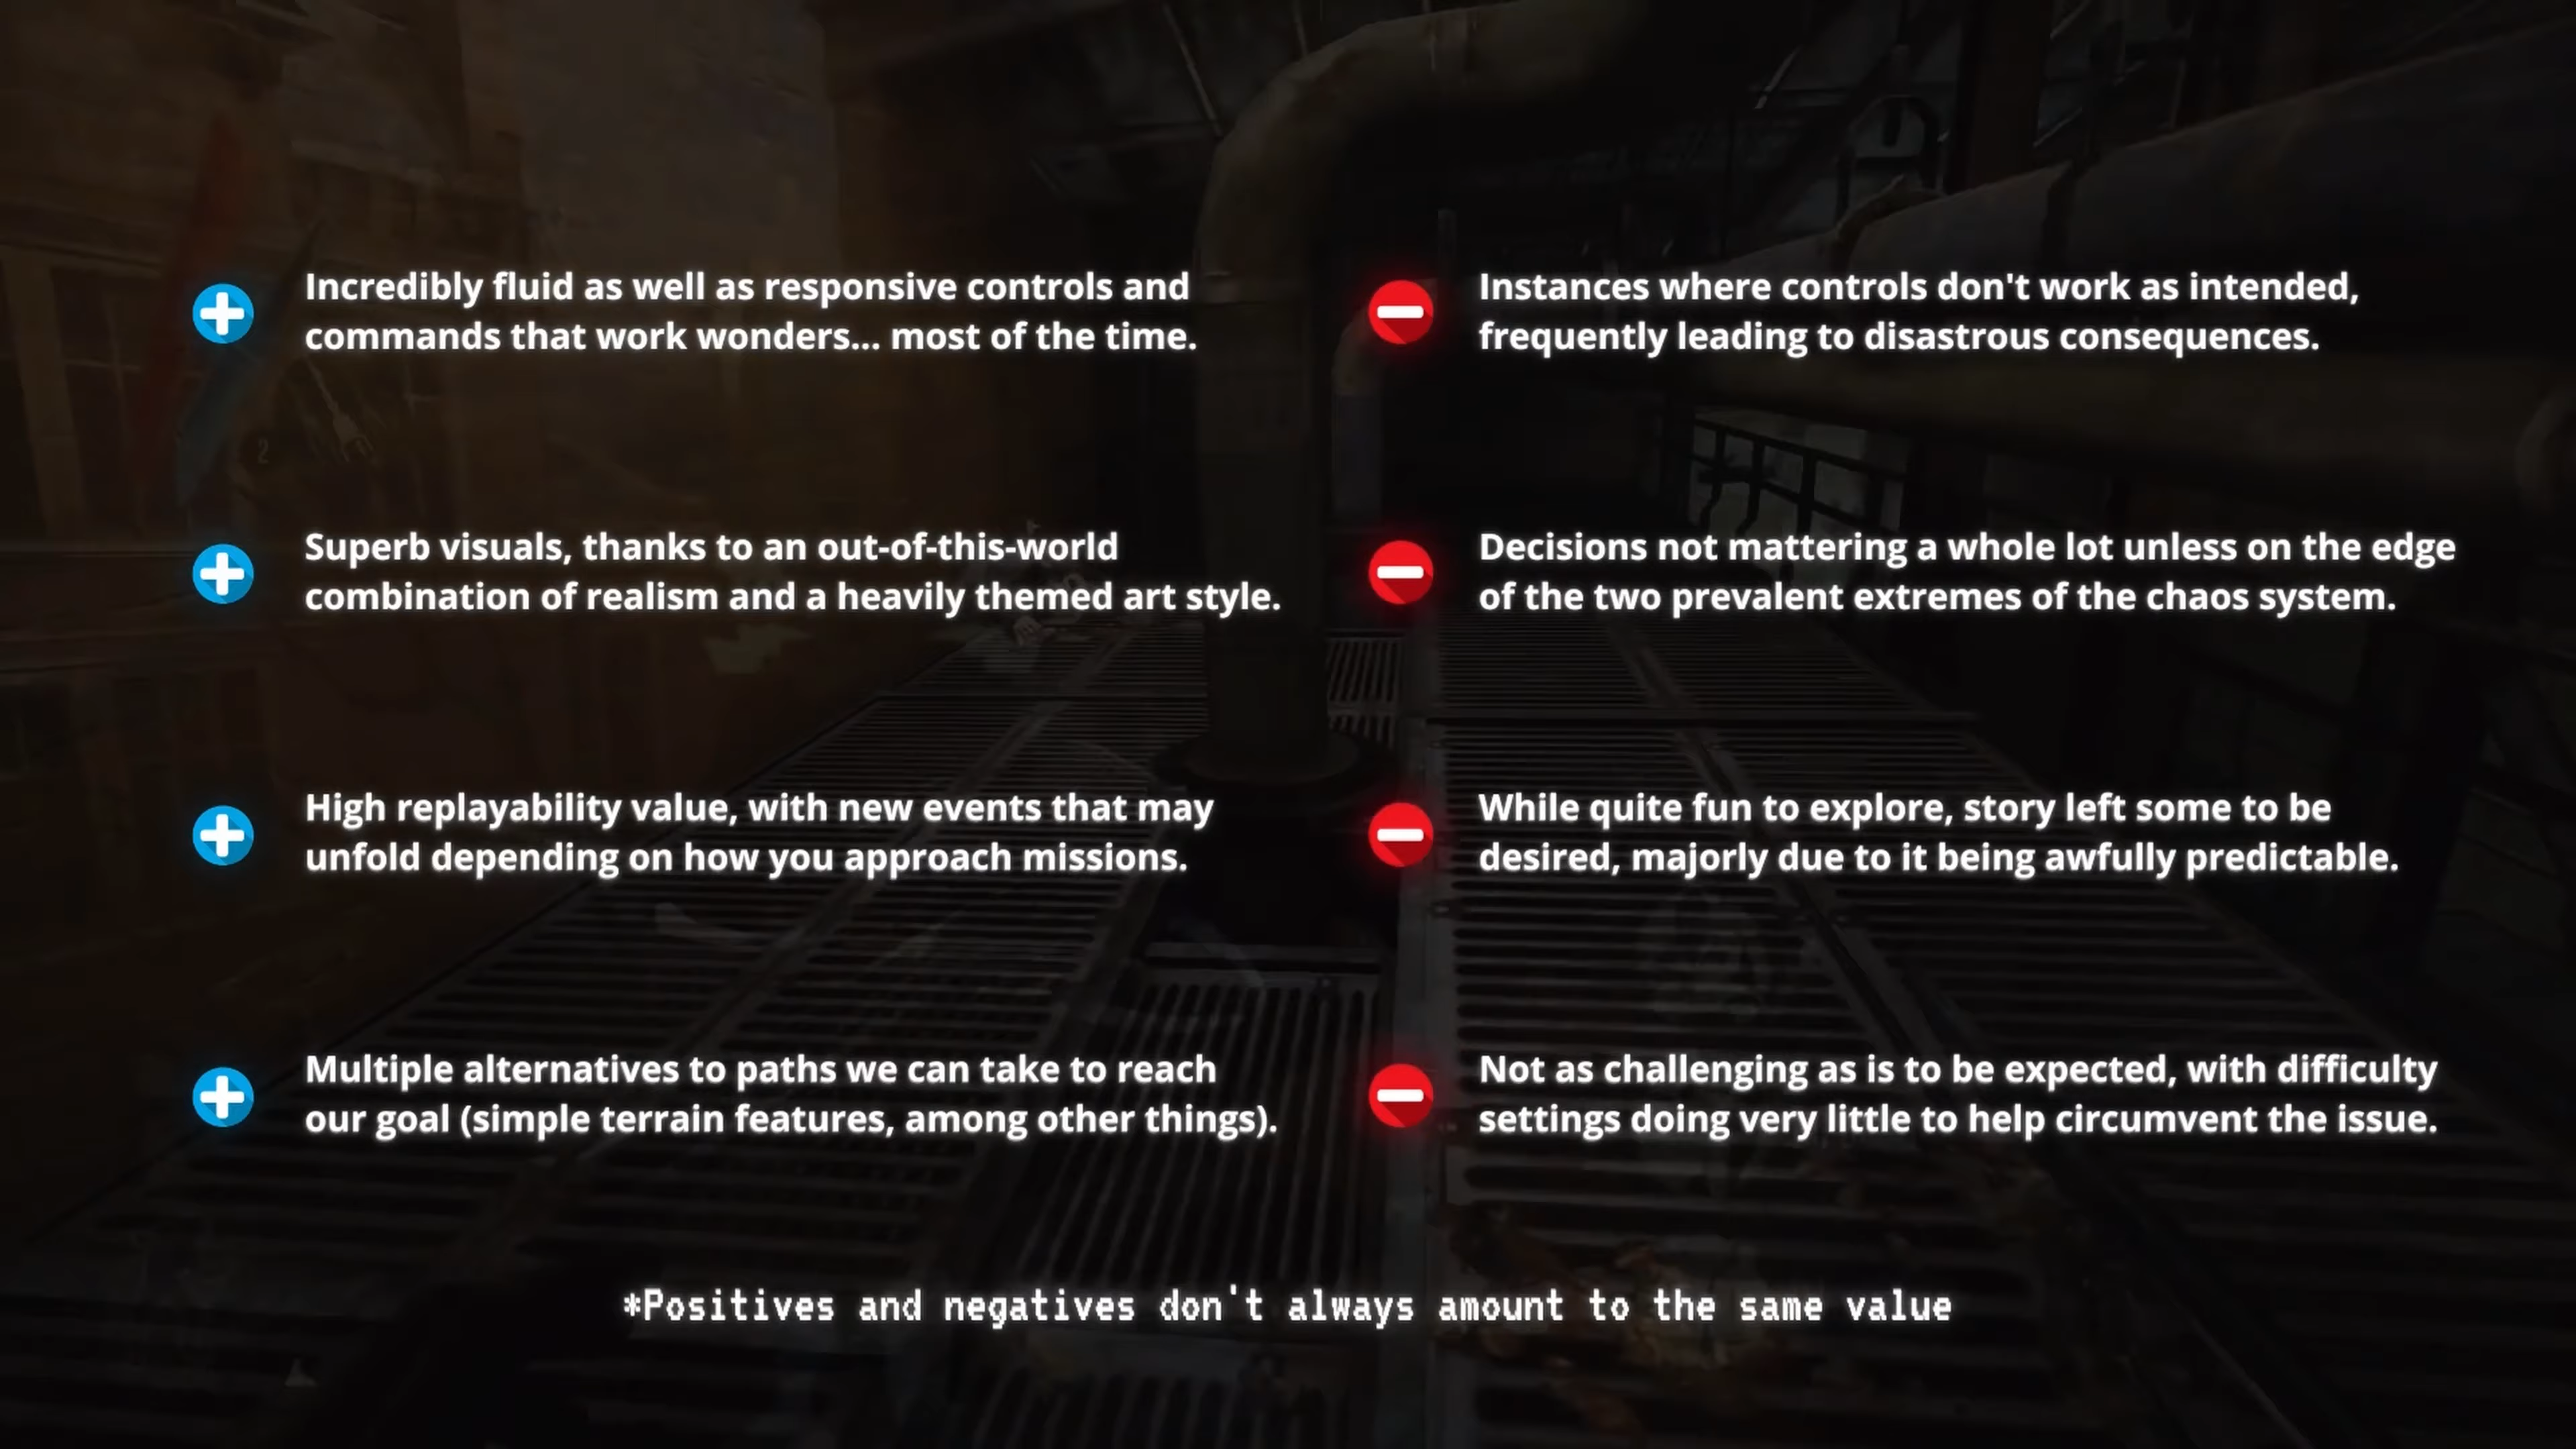 Incredibly fluid as well as responsive controls and
commands that work wonders... most of the time.
Superb visuals, thanks to an out-of-this-world
combination of realism and a heavily themed art style.
High replayability value, with new events that may
unfold depending on how you approach missions.
Multiple alternatives to paths we can take to reach
our goal (simple terrain features, among other things).
Instances where controls don't work as intended,
frequently leading to disastrous consequences.
Decisions not mattering a whole lot unless on the edge
of the two prevalent extremes of the chaos system.
While quite fun to explore, story left some to be
desired, majorly due to it being awfully predictable.
Not as challenging as is to be expected, with difficulty
settings doing very little to help circumvent the issue.
*Positives and negatives don't always amount to the same value